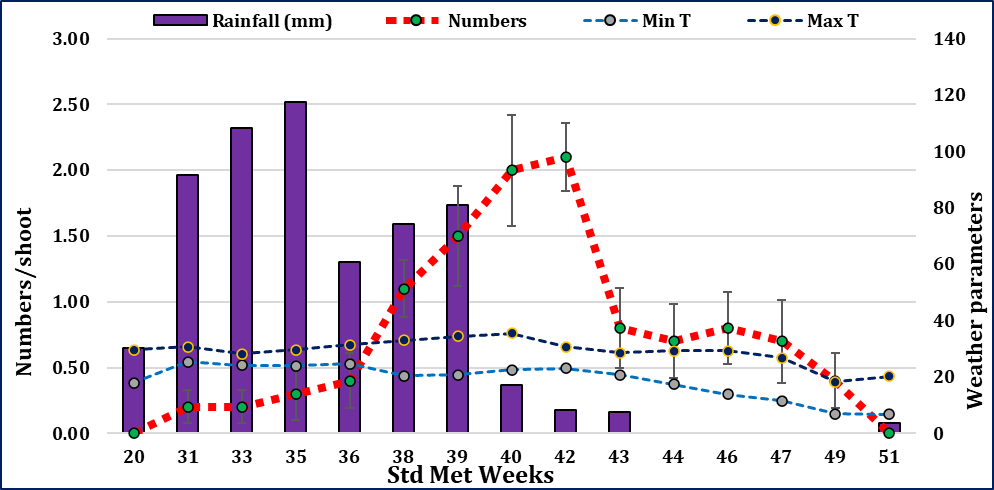 Rainfall (mm) Numbers Min T Max T
3.00 140
2.50 120
2.00 100
1.50 80
1.00 60
0.50 40
0.00 20
0
Numbers/shoot
Weather parameters
20 31 33 35 36 38 39 40 42 43 44 46 47 49 51
Std Met Weeks